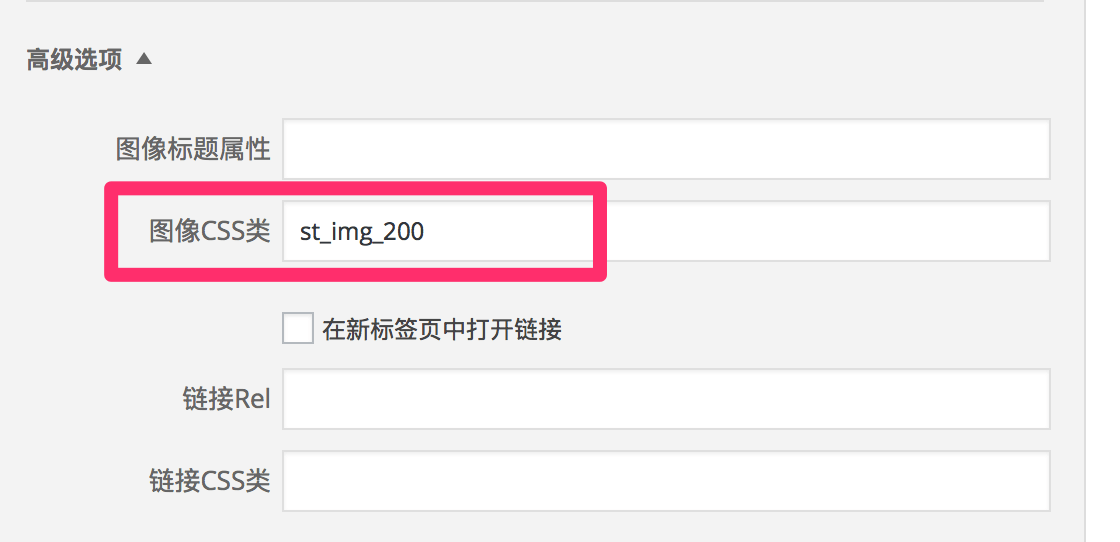 高级选项 ▲
图像标题属性
图像CSS类 st_img_200
在新标签页中打开链接
链接Rel
链接CSS类